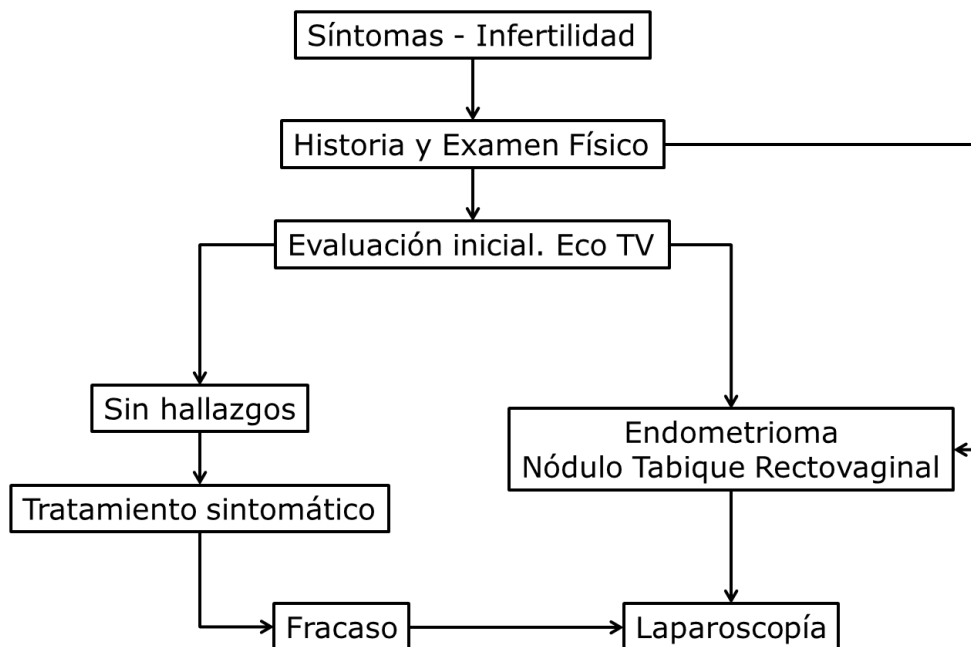 Síntomas - Infertilidad
Historia y Examen Físico
Evaluación inicial. Eco TV
Sin hallazgos
Endometrioma
Nódulo Tabique Rectovaginal
Tratamiento sintomático
Fracaso
Laparoscopía